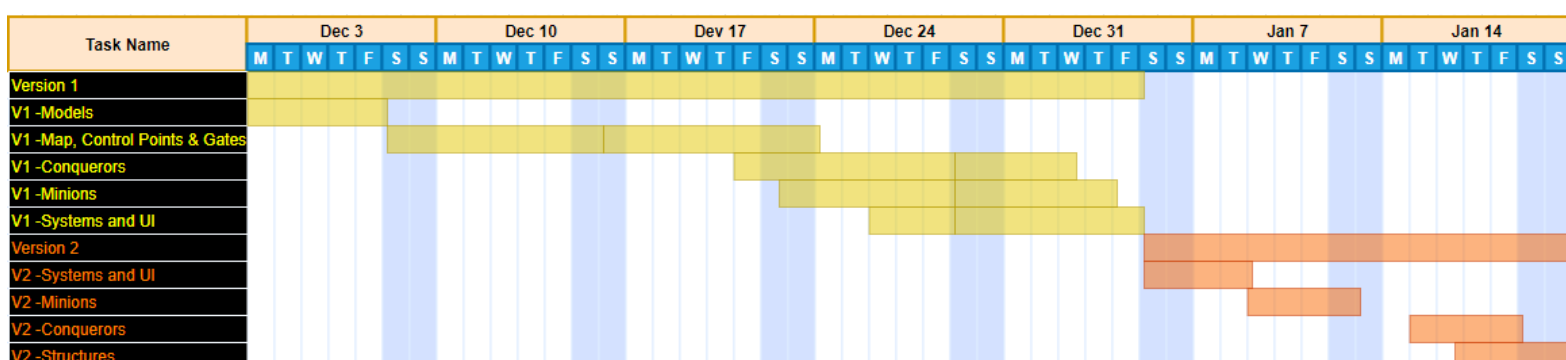 Task Name Dec 3 Dec 10 Dev 17 Dec 24 Dec 31 Jan 7 Jan 14
M T W T F S S M T W T F S S M T W T F S S M T W T F S S M T W T F S S M T W T F S S M T W T F S S
Version 1
V1 -Models
V1 -Map, Control Points & Gates
V1 -Conquerors
V1 -Minions
V1 -Systems and UI
Version 2
V2 -Systems and UI
V2 -Minions
V2 -Conquerors
V2 -Structures